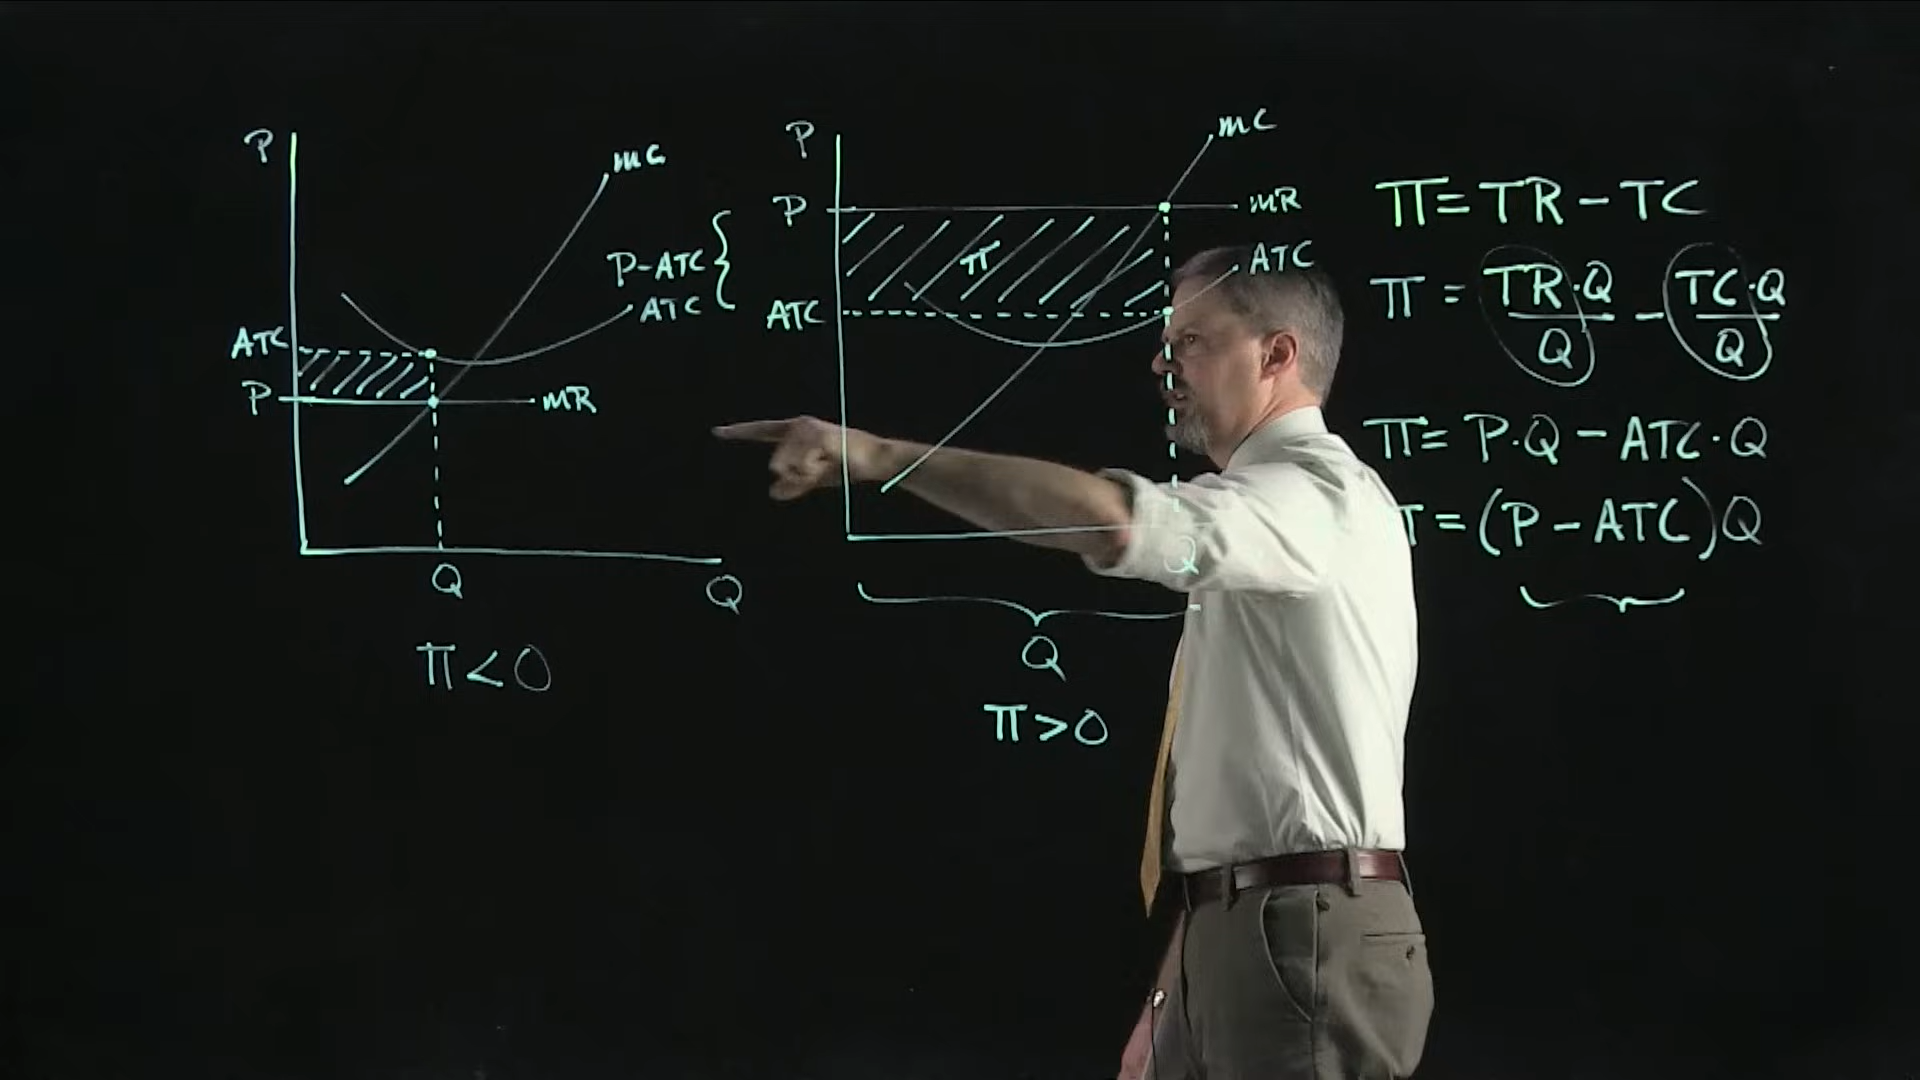 P
MC
P-ATC
ATC
ATC
P
MR
Q
Q
π<0
P
MC
P
MR
π
ATC
ATC
Q
Q
π>0
π=TR-TC
π = TR·Q/Q - TC·Q/Q
π= P·Q - ATC·Q
π=(P-ATC)Q